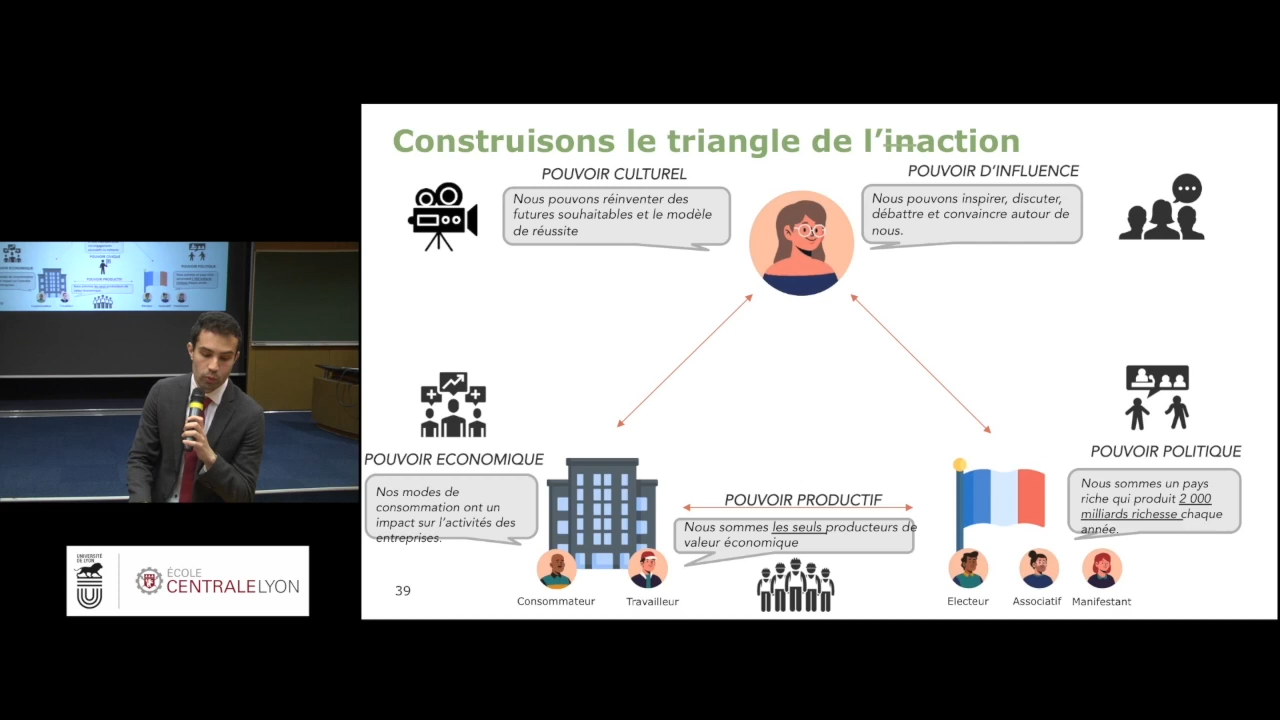 Construisons le triangle de l’inaction
POUVOIR CULTUREL
Nous pouvons réinventer des
futures souhaitables et le modèle
de réussite
POUVOIR D’INFLUENCE
Nous pouvons inspirer, discuter,
débattre et convaincre autour de
nous.
POUVOIR ECONOMIQUE
Nos modes de
consommation ont un
impact sur l’activités des
entreprises.
POUVOIR PRODUCTIF
Nous sommes les seuls producteurs de
valeur économique
POUVOIR POLITIQUE
Nous sommes un pays
riche qui produit 2 000
milliards richesse chaque
année.
Consommateur
Travailleur
Electeur
Associatif
Manifestant
39
UNIVERSITÉ
DE LYON
ÉCOLE
CENTRALELYON